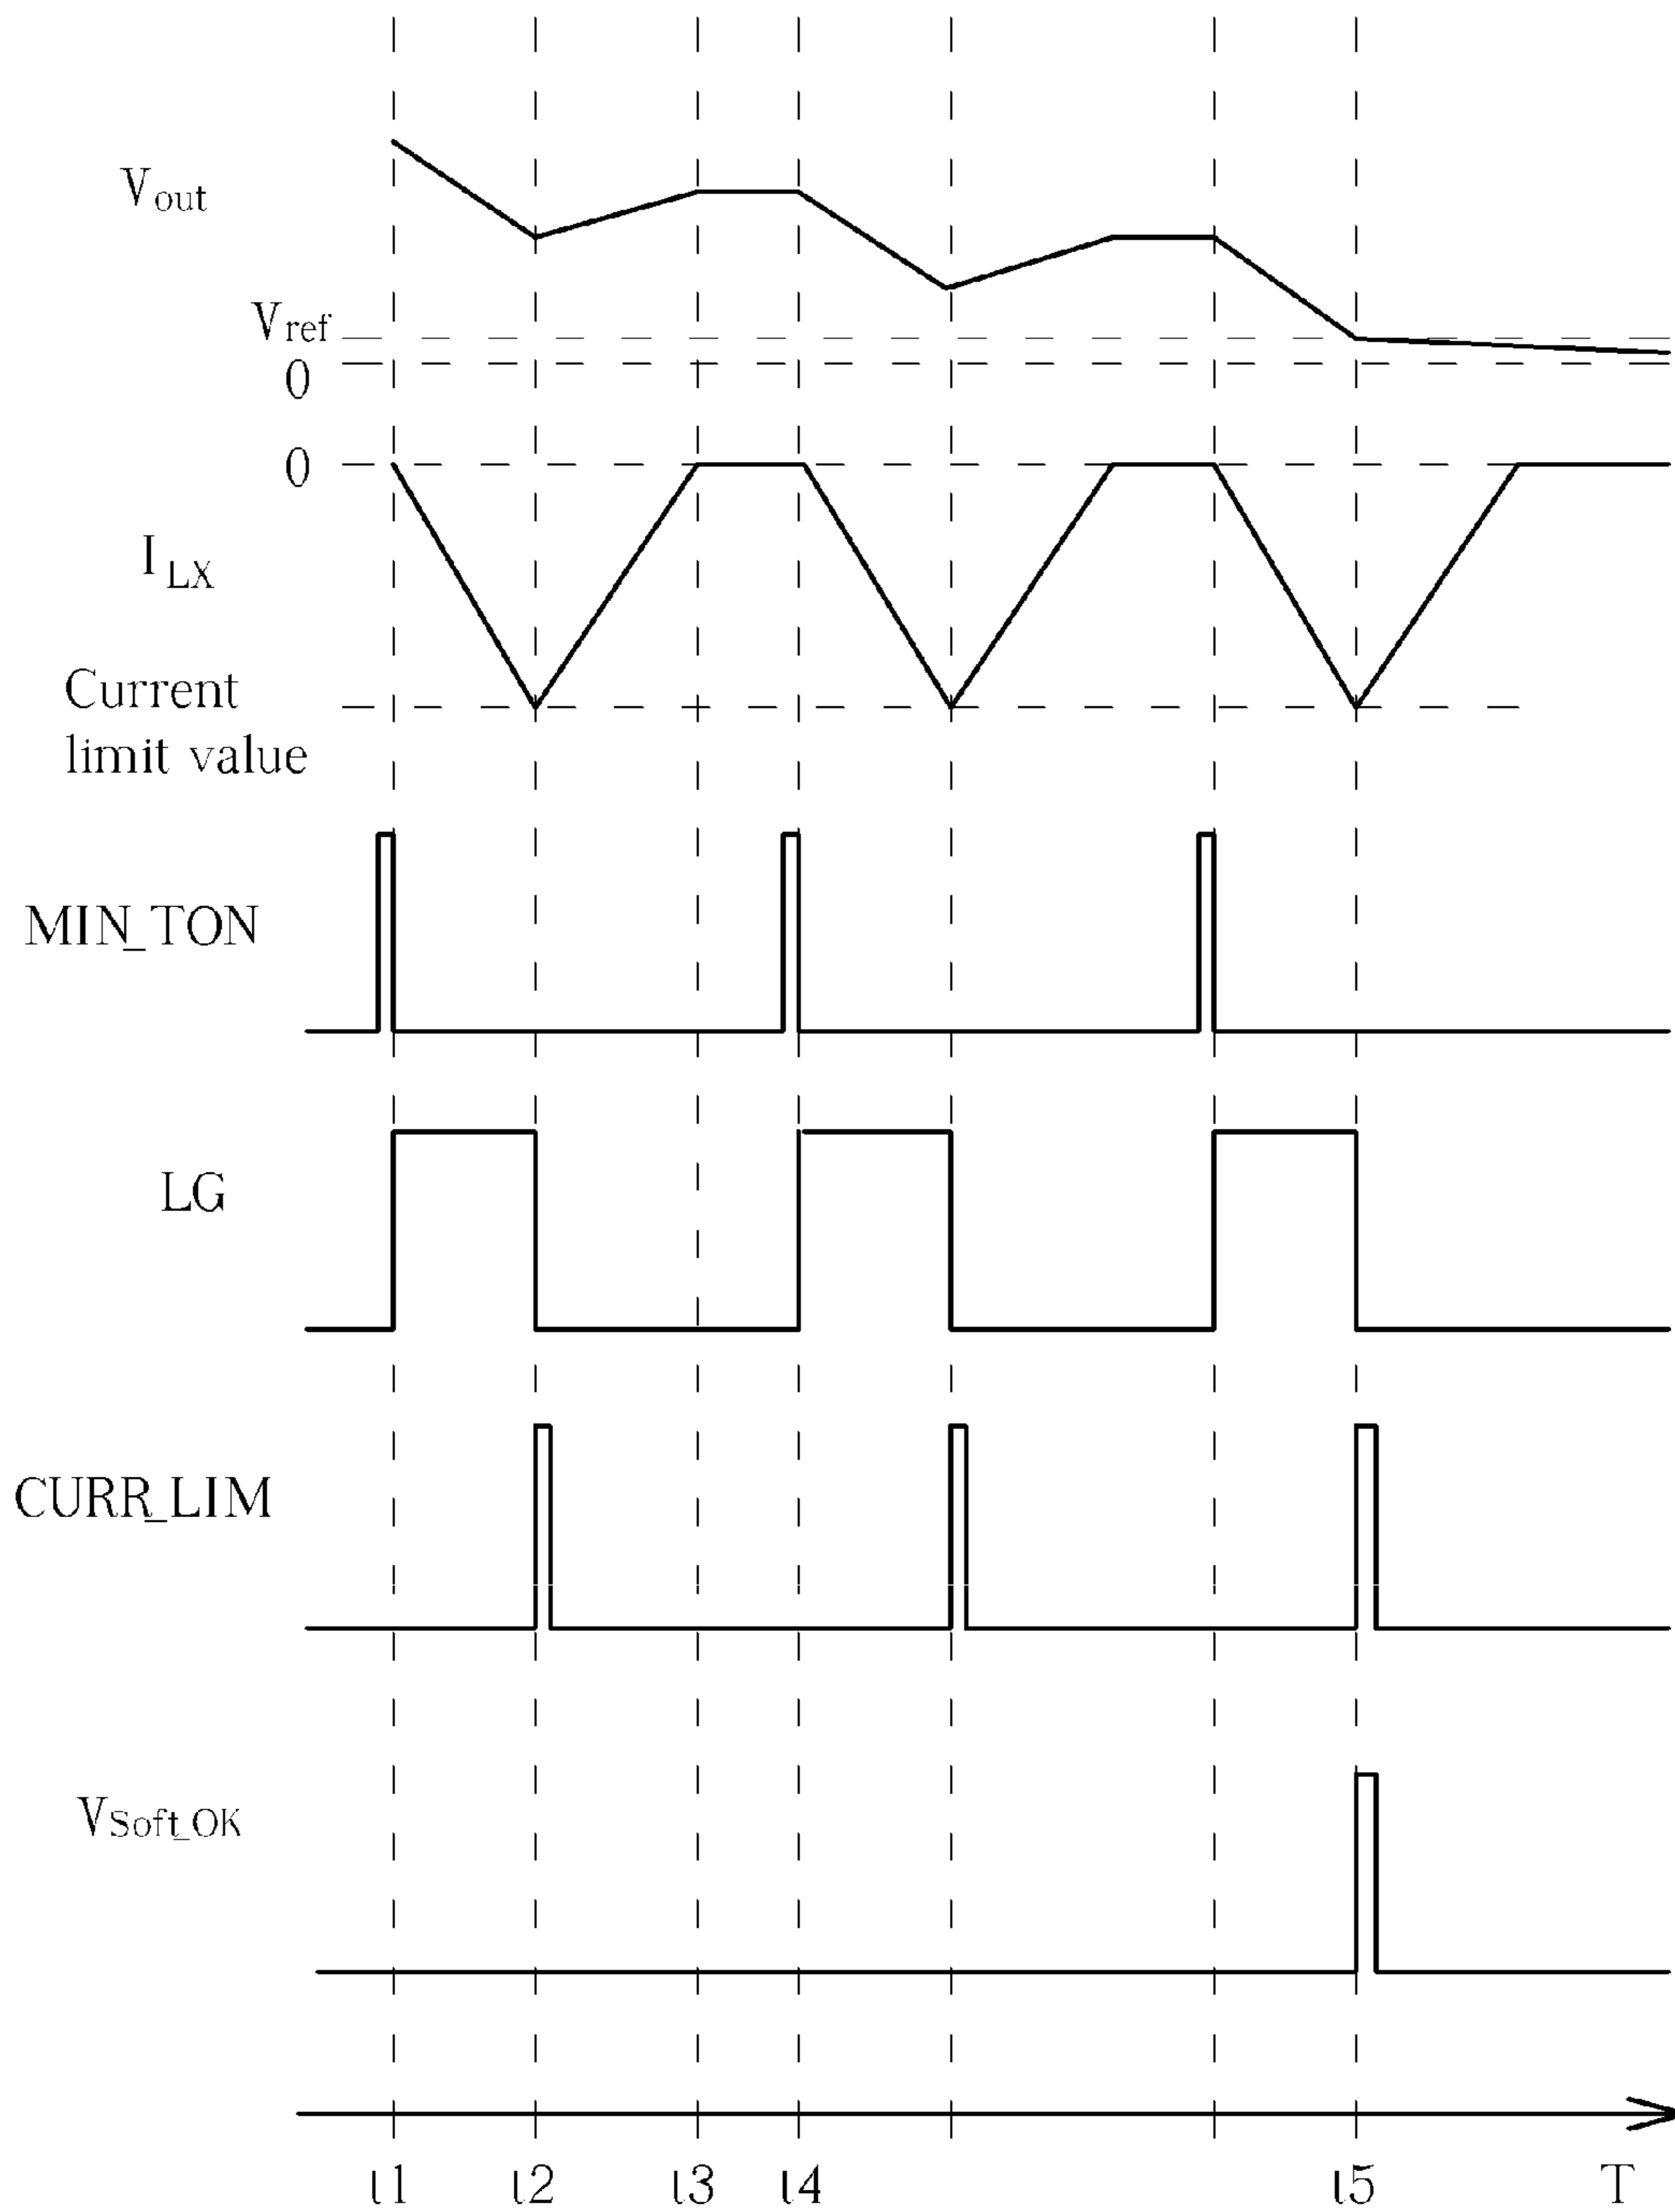 Vout
Vref
0
0
ILX
Current
limit value
MIN_TON
LG
CURR_LIM
VSoft_OK
t1 t2 t3 t4 t5 T